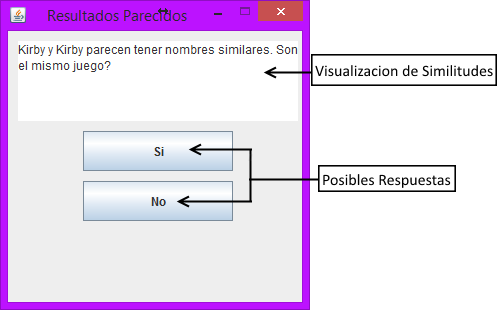 Resultados Parecidos
Kirby y Kirby parecen tener nombres similares. Son
el mismo juego?
Visualizacion de Similitudes
Si
Posibles Respuestas
No